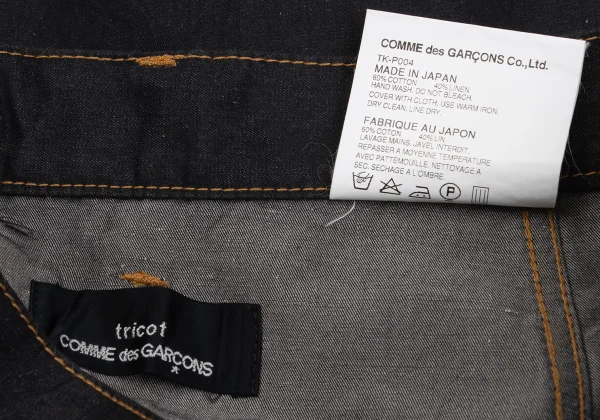 COMME des GARÇONS Co., Ltd.
TK-P004
MADE IN JAPAN
60% COTTON 40% LINEN
HAND WASH. DO NOT BLEACH.
COVER WITH CLOTH, USE WARM IRON.
DRY CLEAN, LINE DRY.
FABRIQUE AU JAPON
60% COTON 40% LIN
LAVAGE MAINS. JAVEL INTERDIT.
REPASSER A MOYENNE TEMPERATURE
AVEC PATTEMOUILLE. NETTOYAGE A
SEC. SECHAGE A L'OMBRE
tricot
COMME des GARÇONS